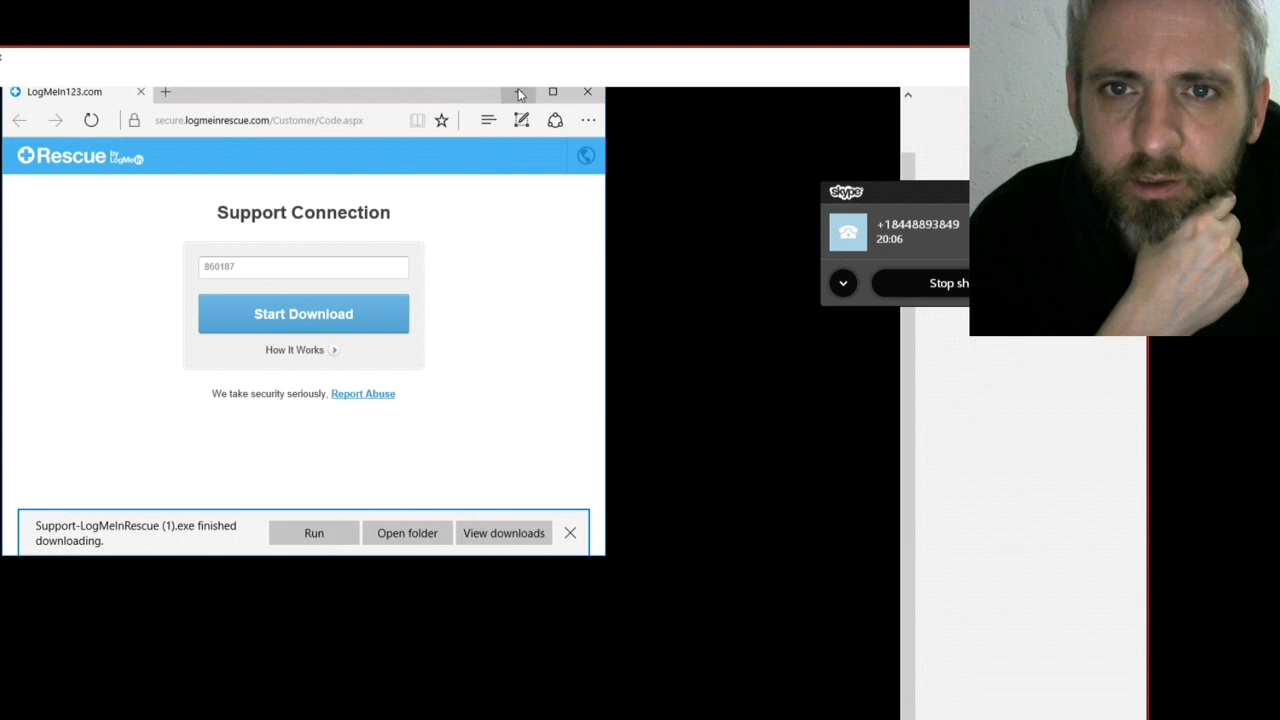 LogMeIn123.com
secure.logmeinrescue.com/Customer/Code.aspx
Rescue by LogMeIn
Support Connection
860187
Start Download
How It Works
We take security seriously, Report Abuse
Support-LogMeInRescue (1).exe finished
downloading.
Run
Open folder
View downloads
skype
+18448893849
20:06
Stop sh